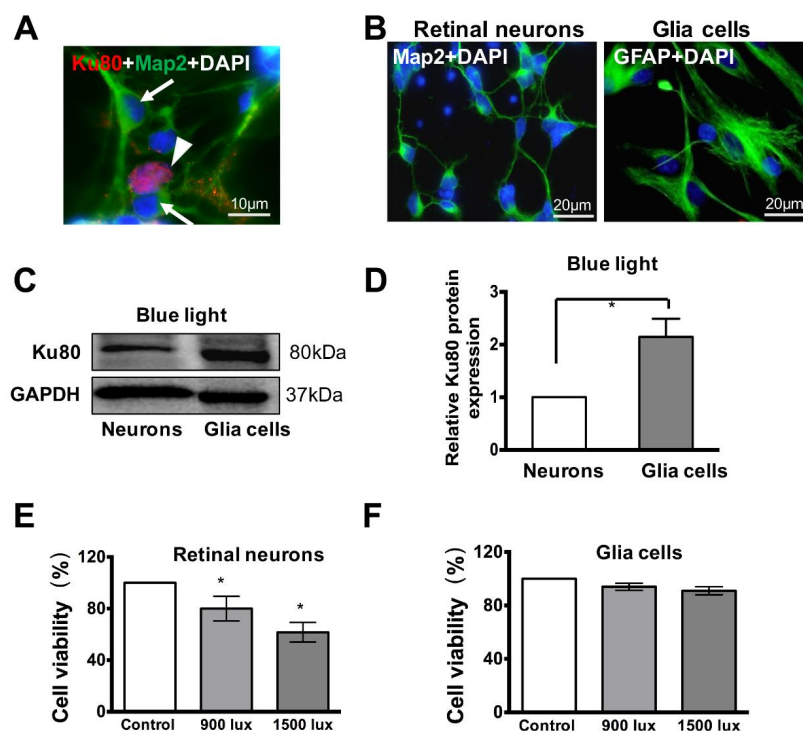 A
Ku80+Map2+DAPI
10μm
B
Retinal neurons
Glia cells
Map2+DAPI
GFAP+DAPI
20μm
20μm
C
Blue light
Ku80
80kDa
GAPDH
37kDa
Neurons
Glia cells
D
Blue light
Relative Ku80 protein
expression
3
2
1
0
*
Neurons
Glia cells
E
Retinal neurons
Cell viability (%)
120
80
40
0
*
*
Control
900 lux
1500 lux
F
Glia cells
Cell viability (%)
120
80
40
0
Control
900 lux
1500 lux